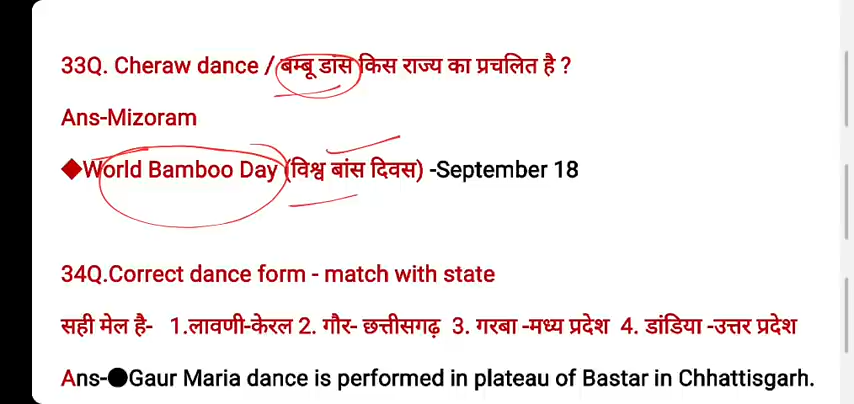 33Q. Cheraw dance / बम्बू डांस किस राज्य का प्रचलित है ?
Ans-Mizoram
◆World Bamboo Day (विश्व बांस दिवस) -September 18
34Q.Correct dance form - match with state
सही मेल है- 1.लावणी-केरल 2. गौर- छत्तीसगढ़ 3. गरबा -मध्य प्रदेश 4. डांडिया -उत्तर प्रदेश
Ans-●Gaur Maria dance is performed in plateau of Bastar in Chhattisgarh.